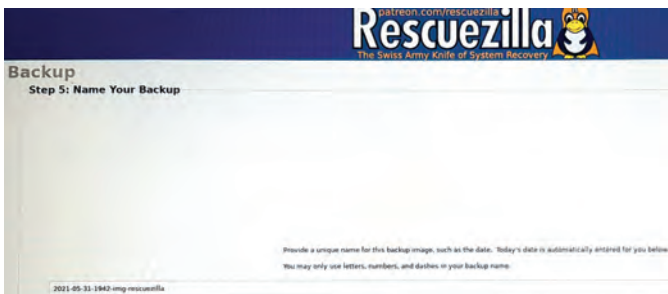 patreon.com/rescuezilla
Rescuezilla
The Swiss Army Knife of System Recovery
Backup
Step 5: Name Your Backup
Provide a unique name for this backup image, such as the date. Today's date is automatically entered for you below
You may only use letters, numbers, and dashes in your backup name.
2021-05-31-1942-img-rescuezilla